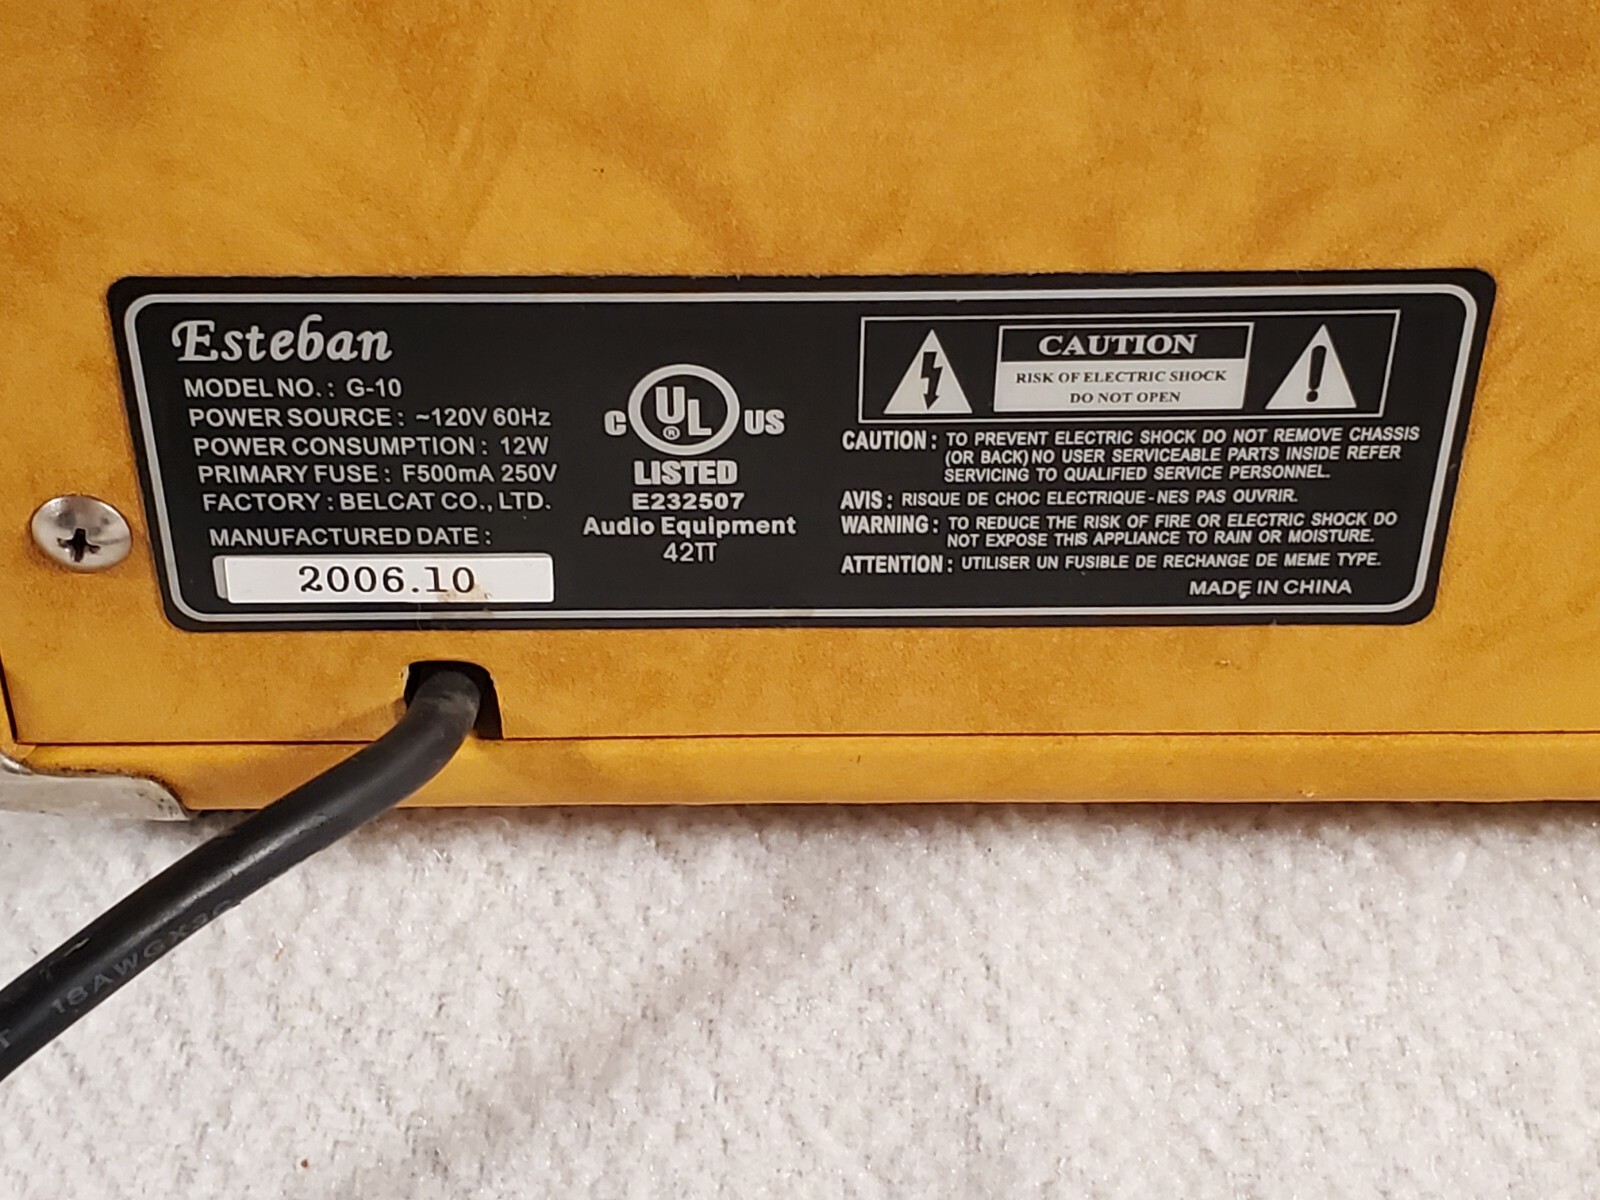 Esteban
MODEL NO. : G-10
POWER SOURCE : ~120V 60Hz
POWER CONSUMPTION : 12W
PRIMARY FUSE : F500mA 250V
FACTORY : BELCAT CO., LTD.
MANUFACTURED DATE :
2006.10
C UL ® US
LISTED
E232507
Audio Equipment
42TT
CAUTION
RISK OF ELECTRIC SHOCK
DO NOT OPEN
CAUTION : TO PREVENT ELECTRIC SHOCK DO NOT REMOVE CHASSIS
(OR BACK) NO USER SERVICEABLE PARTS INSIDE REFER
SERVICING TO QUALIFIED SERVICE PERSONNEL.
AVIS : RISQUE DE CHOC ELECTRIQUE - NES PAS OUVRIR.
WARNING : TO REDUCE THE RISK OF FIRE OR ELECTRIC SHOCK DO
NOT EXPOSE THIS APPLIANCE TO RAIN OR MOISTURE.
ATTENTION : UTILISER UN FUSIBLE DE RECHANGE DE MEME TYPE.
MADE IN CHINA
18AWGX3C